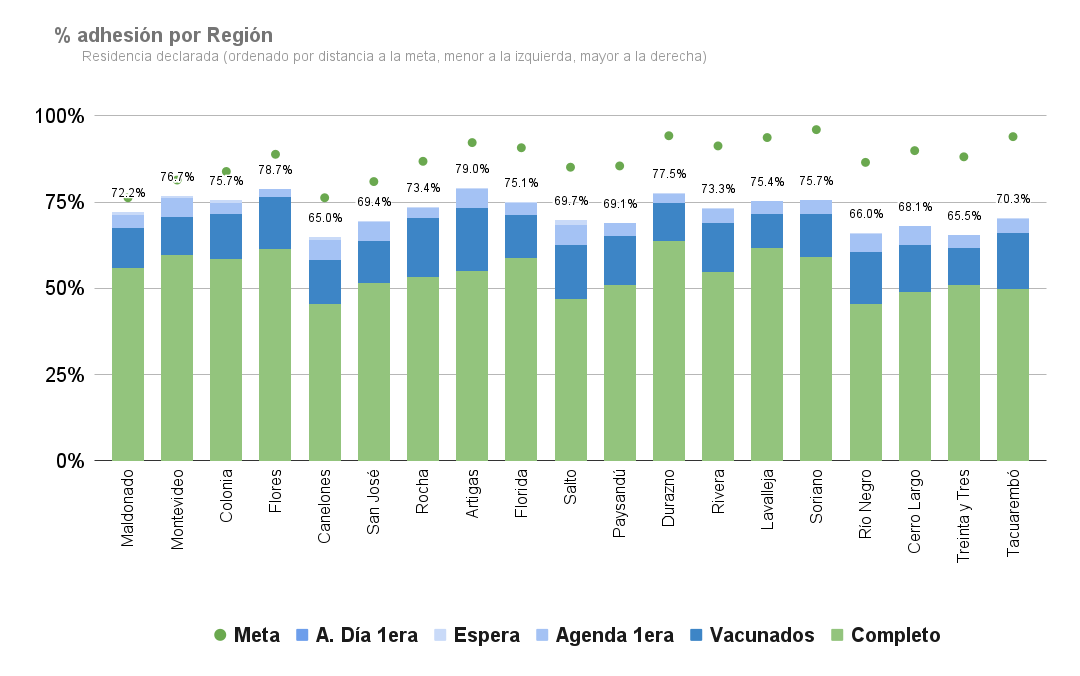 % adhesión por Región
Residencia declarada (ordenado por distancia a la meta, menor a la izquierda, mayor a la derecha)
100%
75%
50%
25%
0%
72.2%
76.7%
75.7%
78.7%
65.0%
69.4%
73.4%
79.0%
75.1%
69.7%
69.1%
77.5%
73.3%
75.4%
75.7%
66.0%
68.1%
65.5%
70.3%
Maldonado
Montevideo
Colonia
Flores
Canelones
San José
Rocha
Artigas
Florida
Salto
Paysandú
Durazno
Rivera
Lavalleja
Soriano
Río Negro
Cerro Largo
Treinta y Tres
Tacuarembó
Meta A. Día 1era Espera Agenda 1era Vacunados Completo